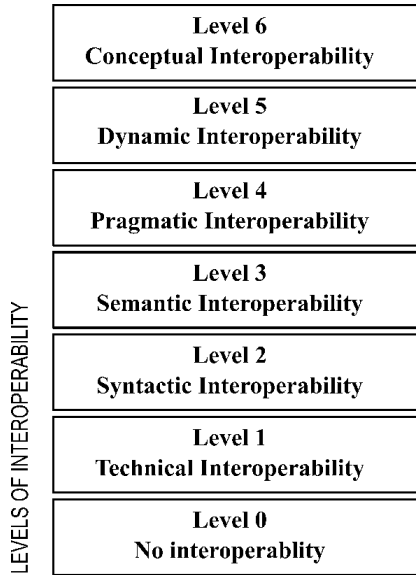 Level 6
Conceptual Interoperability
Level 5
Dynamic Interoperability
Level 4
Pragmatic Interoperability
Level 3
Semantic Interoperability
Level 2
Syntactic Interoperability
Level 1
Technical Interoperability
Level 0
No interoperablity
LEVELS OF INTEROPERABILITY